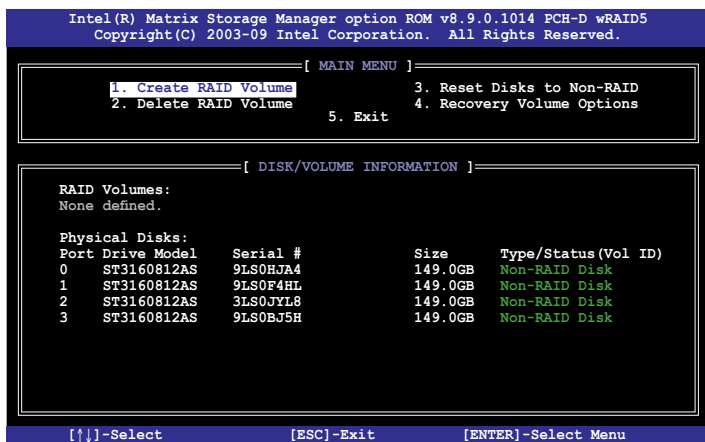 Intel(R) Matrix Storage Manager option ROM v8.9.0.1014 PCH-D wRAID5
Copyright(C) 2003-09 Intel Corporation. All Rights Reserved.
[ MAIN MENU ]
1. Create RAID Volume 3. Reset Disks to Non-RAID
2. Delete RAID Volume 4. Recovery Volume Options
5. Exit
[ DISK/VOLUME INFORMATION ]
RAID Volumes:
None defined.
Physical Disks:
Port Drive Model Serial # Size Type/Status(Vol ID)
0 ST3160812AS 9LS0HJA4 149.0GB Non-RAID Disk
1 ST3160812AS 9LS0F4HL 149.0GB Non-RAID Disk
2 ST3160812AS 3LS0JYL8 149.0GB Non-RAID Disk
3 ST3160812AS 9LS0BJ5H 149.0GB Non-RAID Disk
[↑↓]-Select [ESC]-Exit [ENTER]-Select Menu